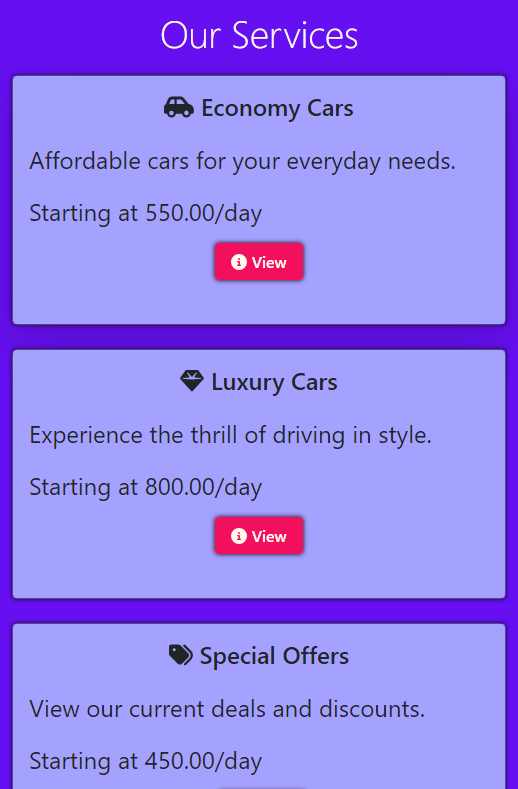 Our Services
Economy Cars
Affordable cars for your everyday needs.
Starting at 550.00/day
View
Luxury Cars
Experience the thrill of driving in style.
Starting at 800.00/day
View
Special Offers
View our current deals and discounts.
Starting at 450.00/day